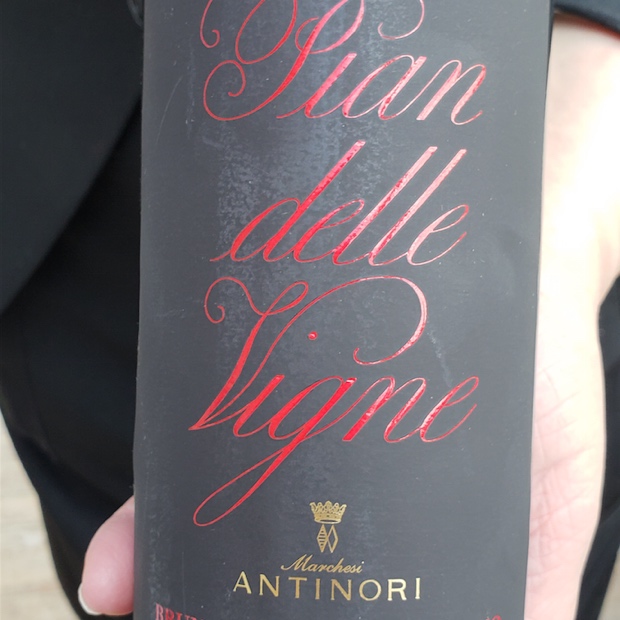 Pian
delle
Vigne
Marchesi
ANTINORI